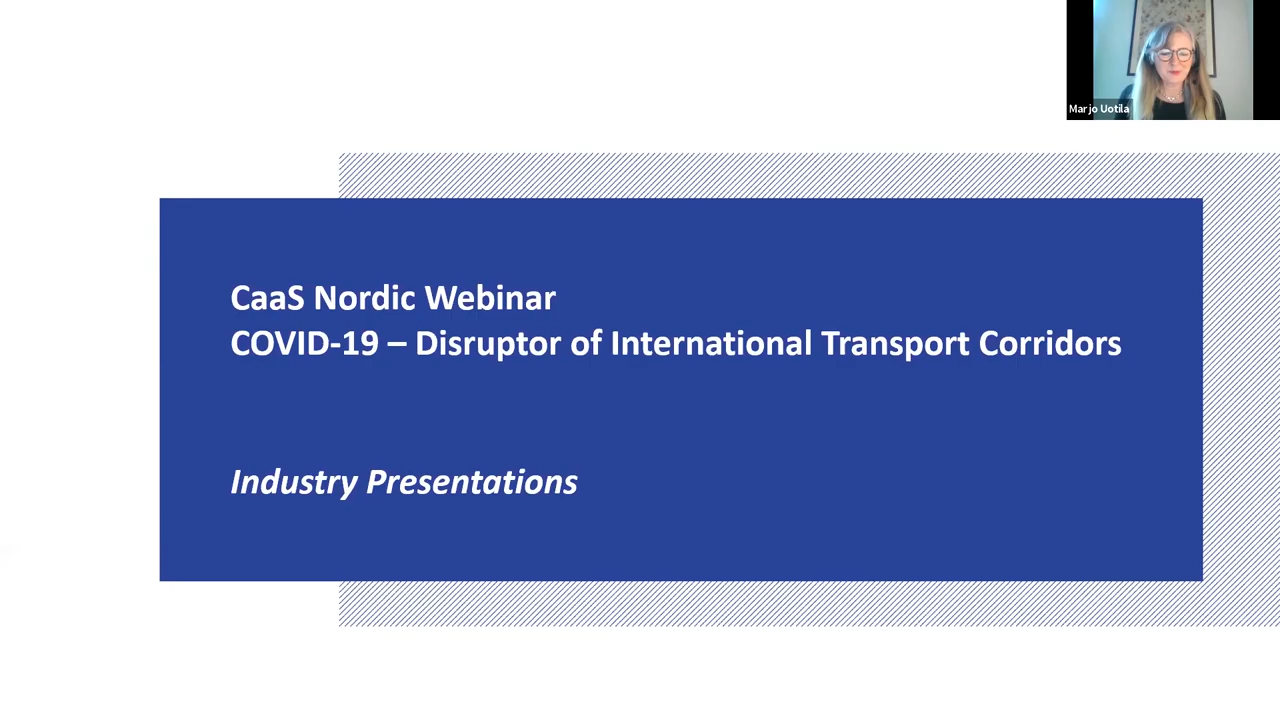 Marjo Uotila
CaaS Nordic Webinar
COVID-19 – Disruptor of International Transport Corridors
Industry Presentations